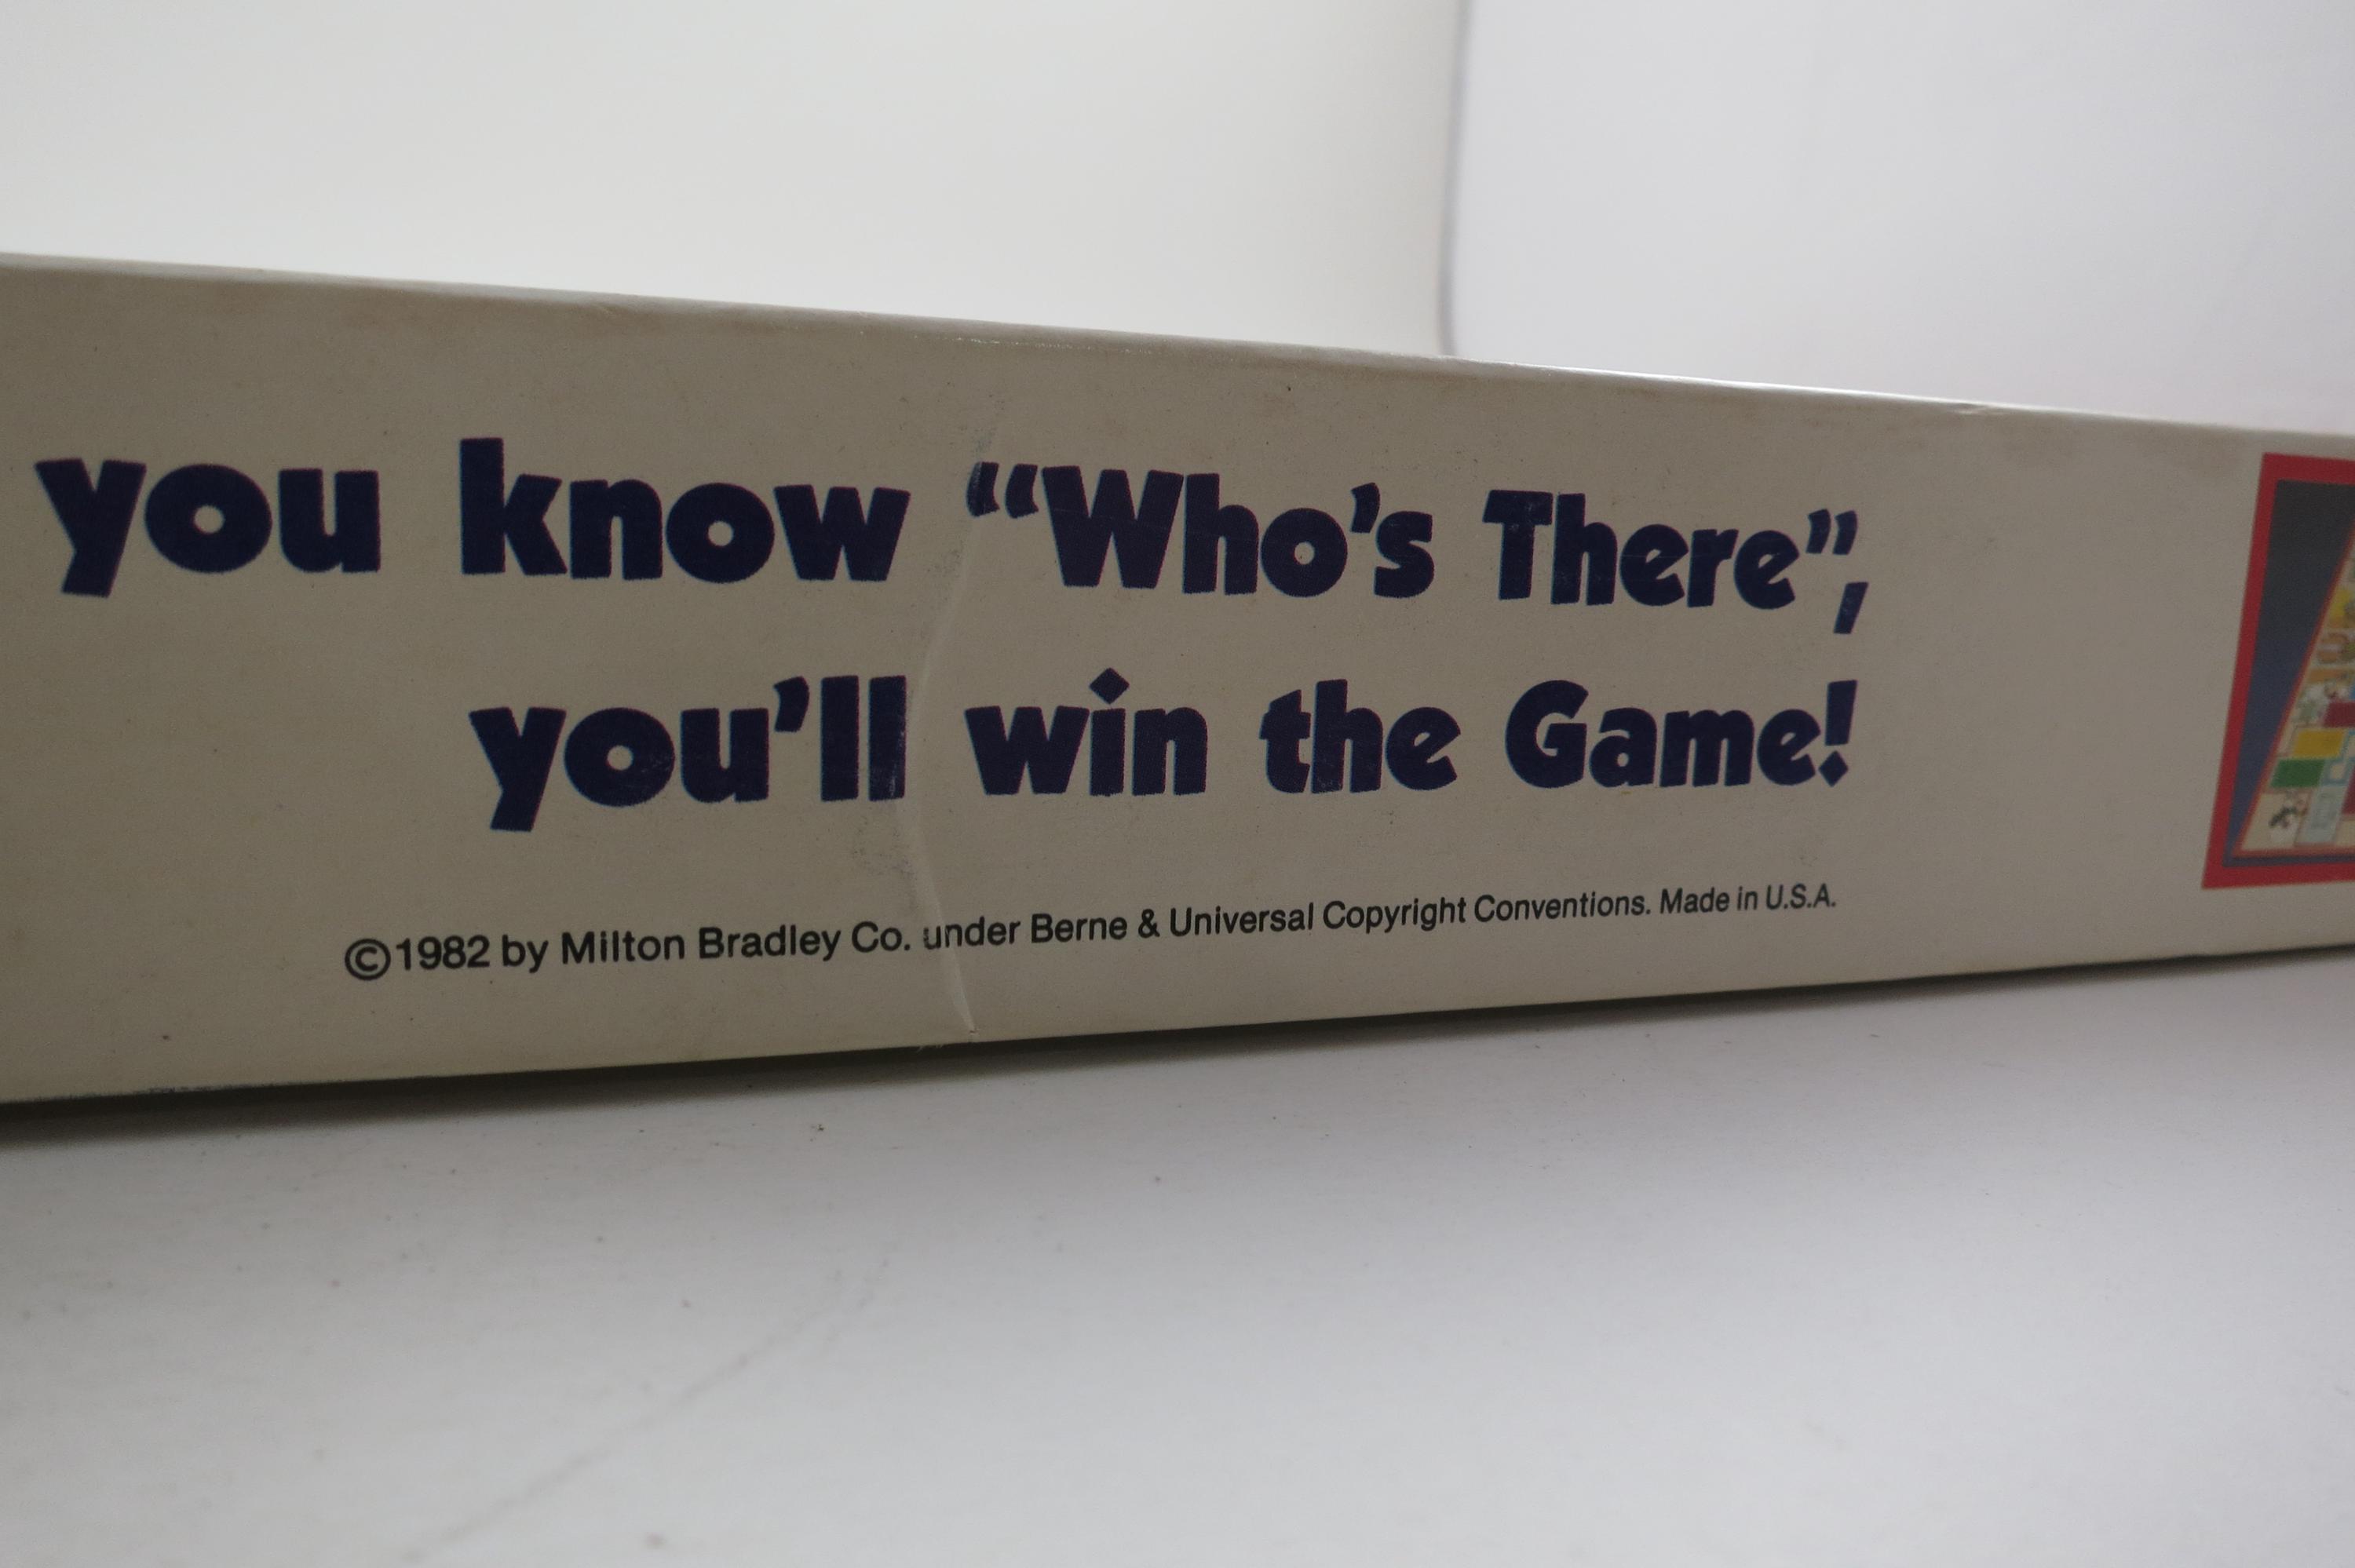 you know “Who’s There”,
you’ll win the Game!
©1982 by Milton Bradley Co. under Berne & Universal Copyright Conventions. Made in U.S.A.